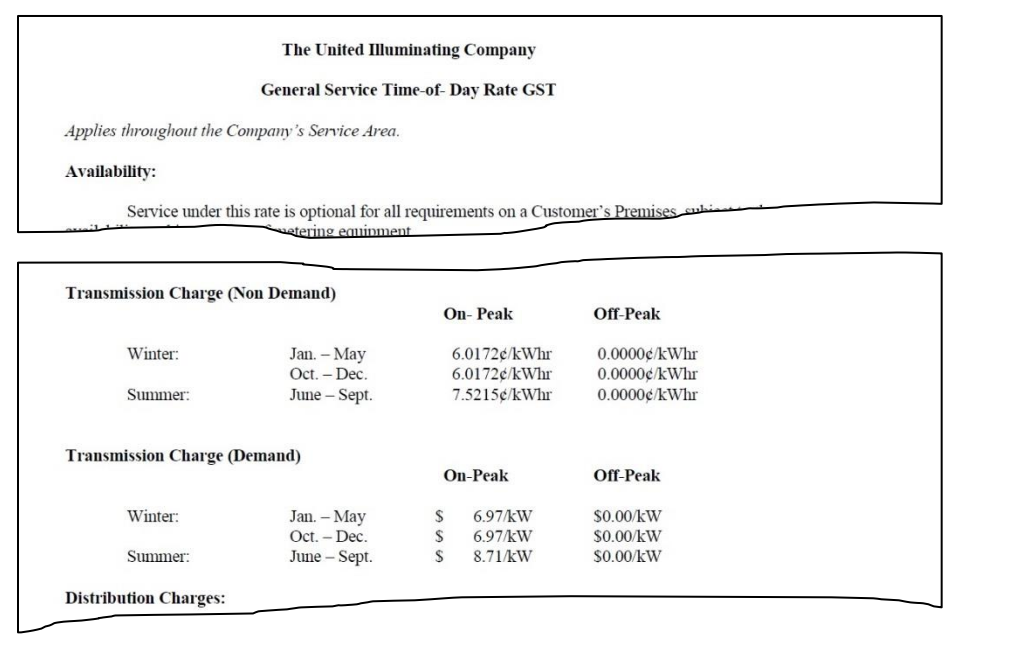 The United Illuminating Company
General Service Time-of- Day Rate GST
Applies throughout the Company's Service Area.
Availability:
Service under this rate is optional for all requirements on a Customer's Premises,
metering equipment
Transmission Charge (Non Demand)
On- Peak Off-Peak
Winter: Jan. – May 6.0172¢/kWhr 0.0000¢/kWhr
Oct. – Dec. 6.0172¢/kWhr 0.0000¢/kWhr
Summer: June – Sept. 7.5215¢/kWhr 0.0000¢/kWhr
Transmission Charge (Demand)
On-Peak Off-Peak
Winter: Jan. – May $ 6.97/kW $0.00/kW
Oct. – Dec. $ 6.97/kW $0.00/kW
Summer: June – Sept. $ 8.71/kW $0.00/kW
Distribution Charges: